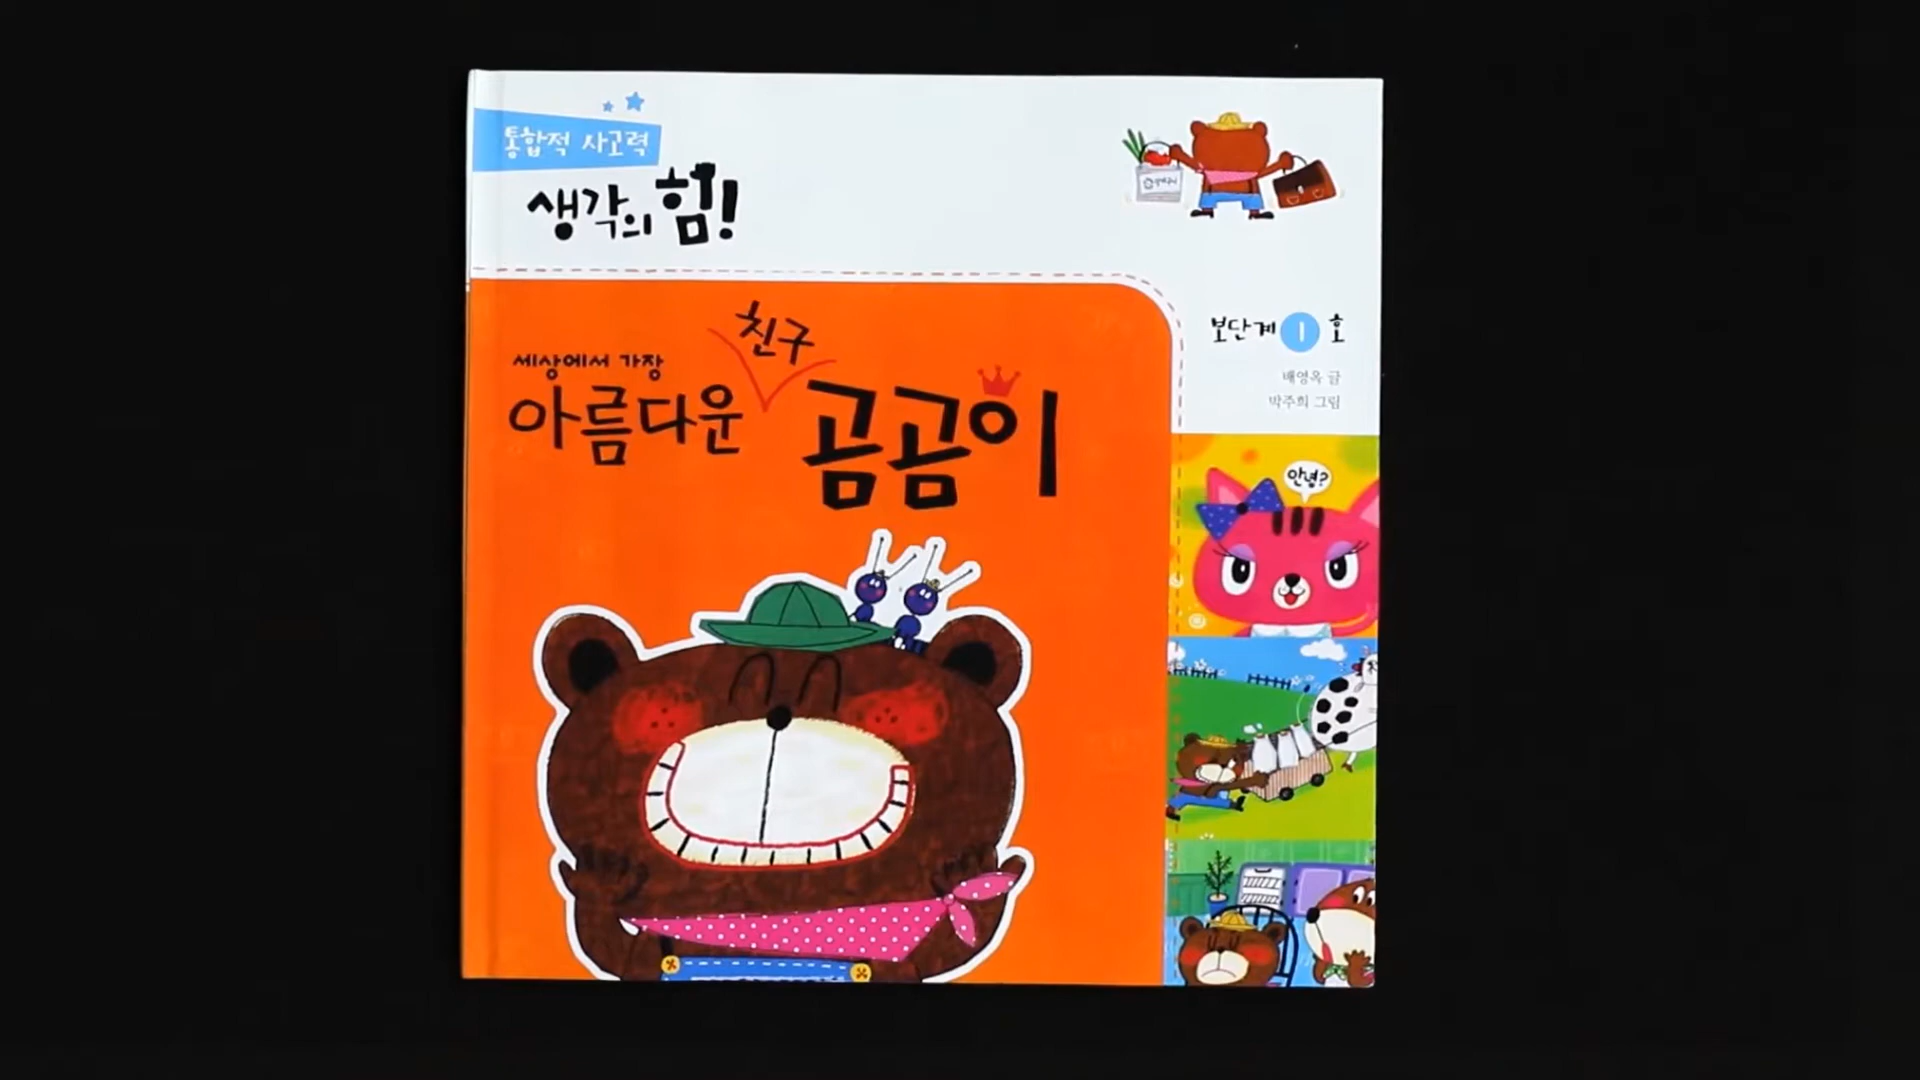 통합적 사고력
생각의 힘!
보단계 1 호
배영옥 글
박주희 그림
세상에서 가장
아름다운 친구 곰곰이
안녕?